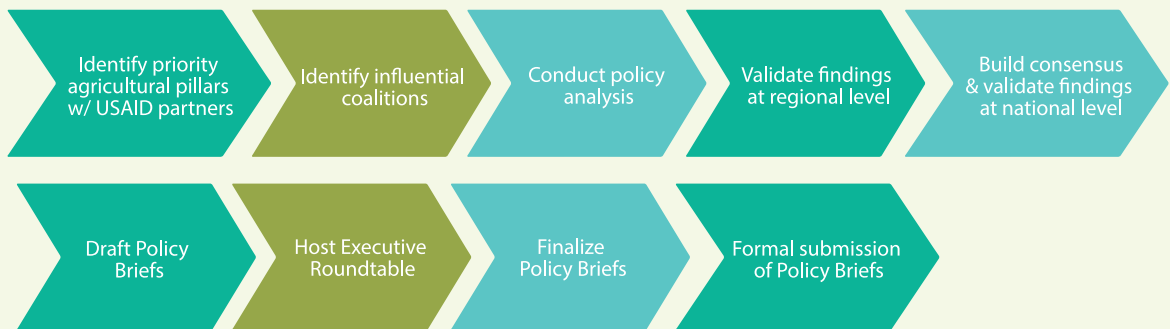 Identify priority
agricultural pillars
w/ USAID partners
Identify influential
coalitions
Conduct policy
analysis
Validate findings
at regional level
Build consensus
& validate findings
at national level
Draft Policy
Briefs
Host Executive
Roundtable
Finalize
Policy Briefs
Formal submission
of Policy Briefs